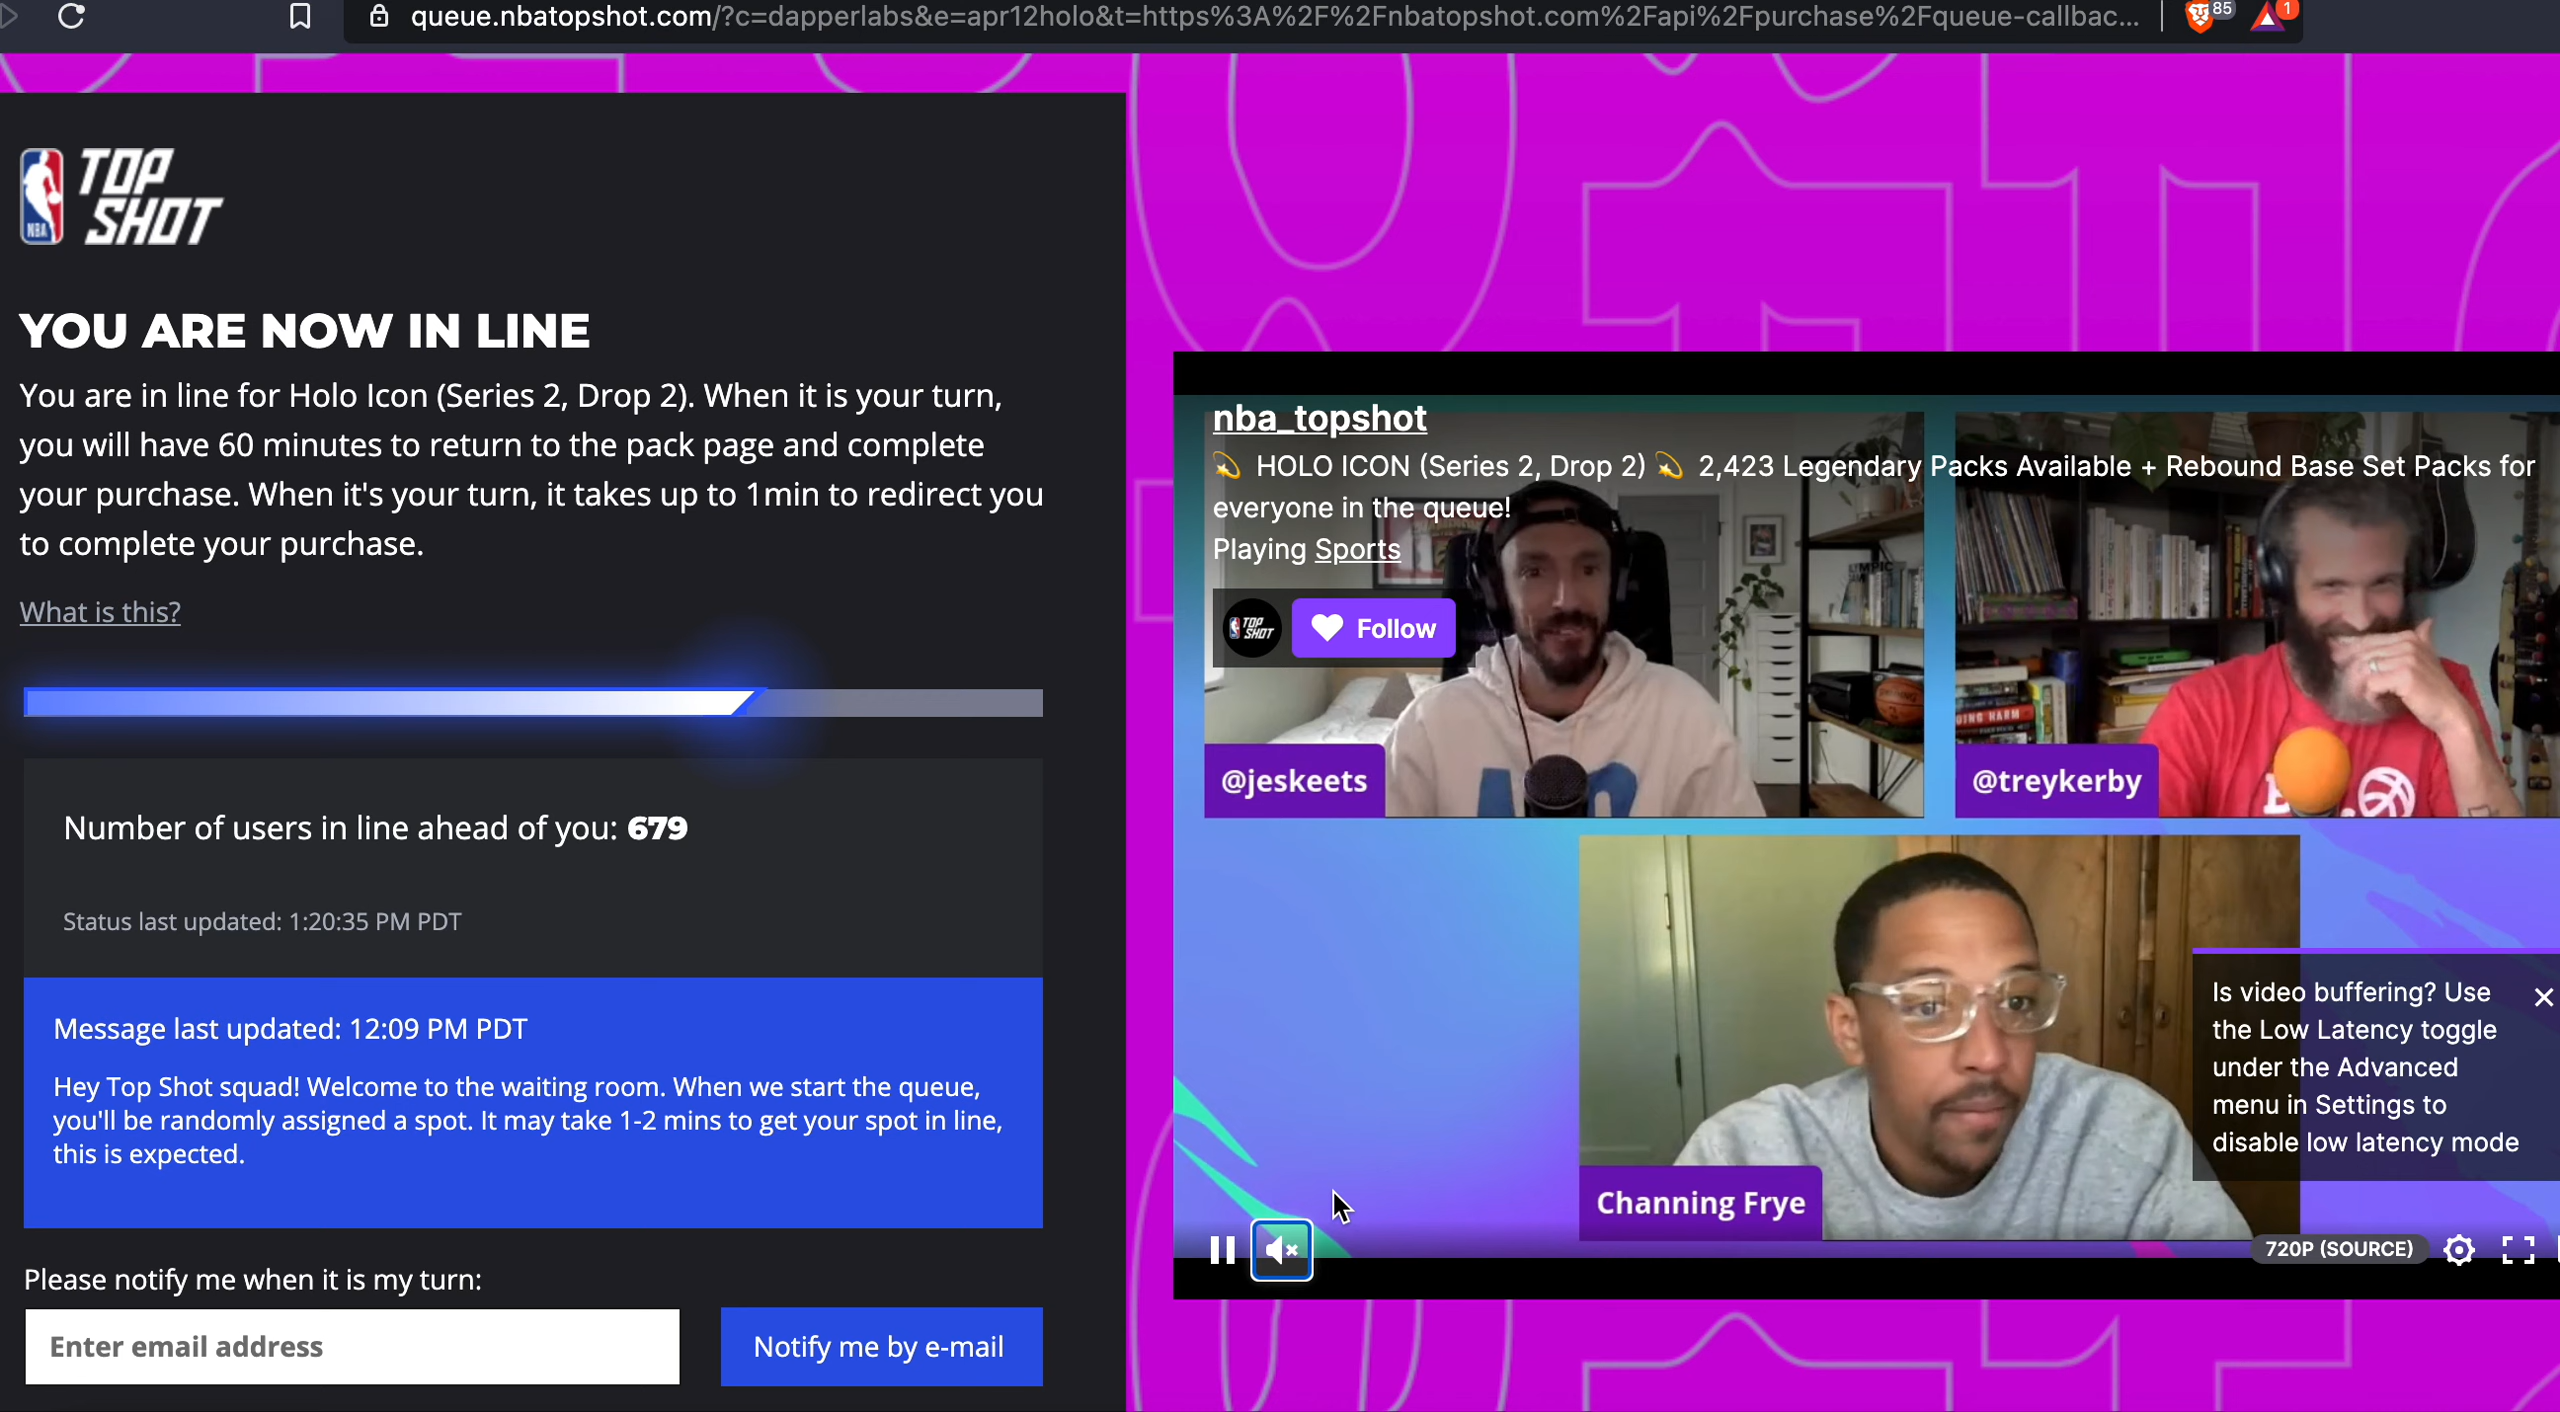 queue.nbatopshot.com/?c=dapperlabs&e=apr12holo&t=https%3A%2F%2Fnbatopshot.com%2Fapi%2Fpurchase%2Fqueue-callbac...
85
1
TOP
SHOT
NBA
YOU ARE NOW IN LINE
You are in line for Holo Icon (Series 2, Drop 2). When it is your turn,
you will have 60 minutes to return to the pack page and complete
your purchase. When it's your turn, it takes up to 1min to redirect you
to complete your purchase.
What is this?
Number of users in line ahead of you: 679
Status last updated: 1:20:35 PM PDT
Message last updated: 12:09 PM PDT
Hey Top Shot squad! Welcome to the waiting room. When we start the queue,
you'll be randomly assigned a spot. It may take 1-2 mins to get your spot in line,
this is expected.
Please notify me when it is my turn:
Enter email address
Notify me by e-mail
nba_topshot
💫 HOLO ICON (Series 2, Drop 2) 💫 2,423 Legendary Packs Available + Rebound Base Set Packs for
everyone in the queue!
Playing Sports
TOP
SHOT
Follow
@jeskeets
@treykerby
Channing Frye
Is video buffering? Use
the Low Latency toggle
under the Advanced
menu in Settings to
disable low latency mode
720P (SOURCE)